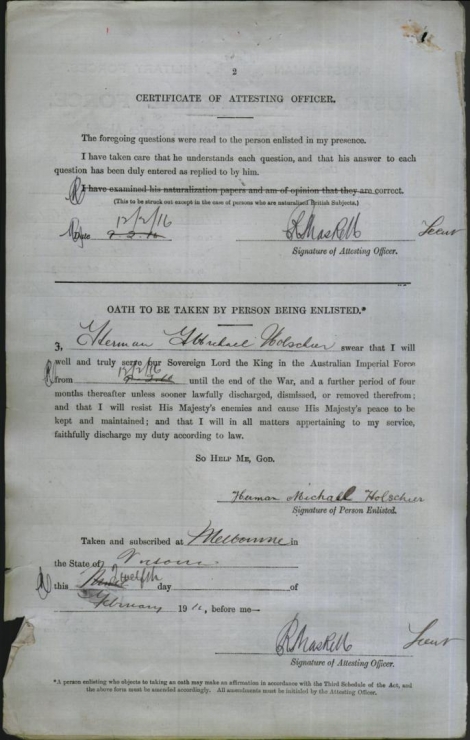 2
CERTIFICATE OF ATTESTING OFFICER.
The foregoing questions were read to the person enlisted in my presence.
I have taken care that he understands each question, and that his answer to each
question has been duly entered as replied to by him.
I have examined his naturalization papers and am of opinion that they are correct.
(This to be struck out except in the case of persons who are naturalized British Subjects.)
12/2/16
Date
R Maskell Lieut
Signature of Attesting Officer.
OATH TO BE TAKEN BY PERSON BEING ENLISTED.*
I, Herman Michael Holschier swear that I will
well and truly serve our Sovereign Lord the King in the Australian Imperial Force
12/2/16
from until the end of the War, and a further period of four
months thereafter unless sooner lawfully discharged, dismissed, or removed therefrom;
and that I will resist His Majesty's enemies and cause His Majesty's peace to be
kept and maintained; and that I will in all matters appertaining to my service,
faithfully discharge my duty according to law.
SO HELP ME, GOD.
Herman Michael Holschier
Signature of Person Enlisted.
Taken and subscribed at Melbourne in
the State of Victoria
this Twelfth day of
February 1916, before me—
R Maskell Lieut
Signature of Attesting Officer.
*A person enlisting who objects to taking an oath may make an affirmation in accordance with the Third Schedule of the Act, and
the above form must be amended accordingly. All amendments must be initialed by the Attesting Officer.